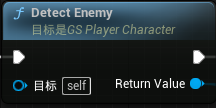 Detect Enemy
目标是GS Player Character
目标 self Return Value